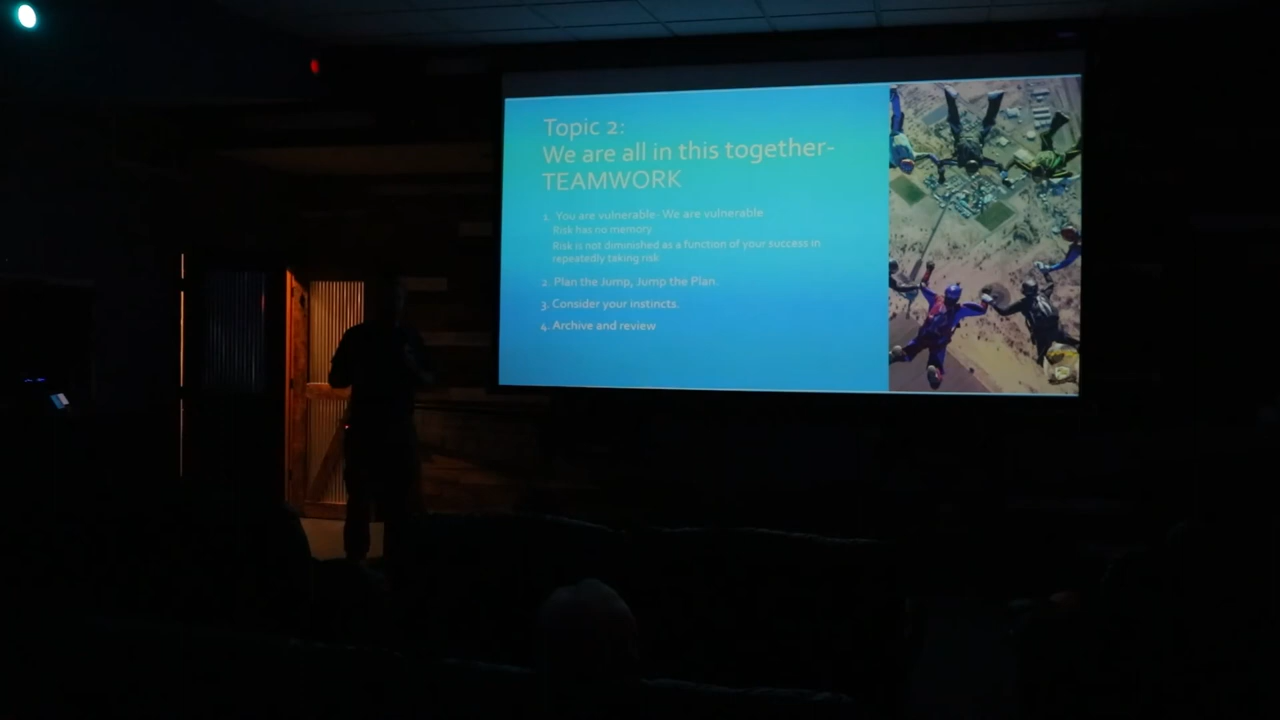 Topic 2:
We are all in this together-
TEAMWORK
1. You are vulnerable- We are vulnerable
Risk has no memory
Risk is not diminished as a function of your success in
repeatedly taking risk
2. Plan the Jump, Jump the Plan.
3. Consider your instincts.
4. Archive and review